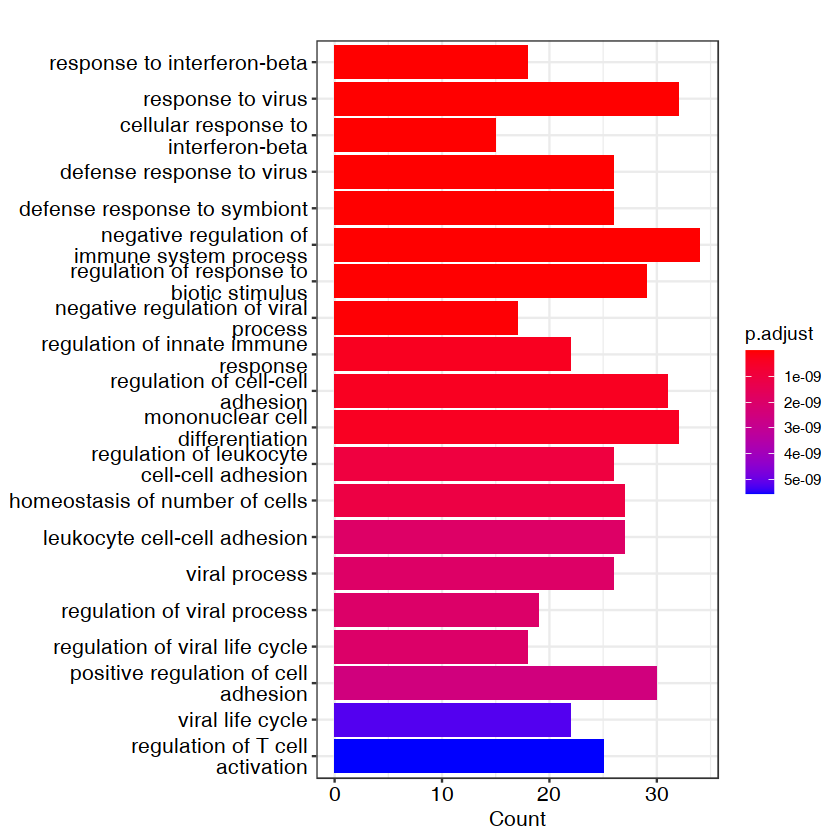 response to interferon-beta
response to virus
cellular response to
interferon-beta
defense response to virus
defense response to symbiont
negative regulation of
immune system process
regulation of response to
biotic stimulus
negative regulation of viral
process
regulation of innate immune
response
regulation of cell-cell
adhesion
mononuclear cell
differentiation
regulation of leukocyte
cell-cell adhesion
homeostasis of number of cells
leukocyte cell-cell adhesion
viral process
regulation of viral process
regulation of viral life cycle
positive regulation of cell
adhesion
viral life cycle
regulation of T cell
activation
0 10 20 30
Count
p.adjust
1e-09
2e-09
3e-09
4e-09
5e-09